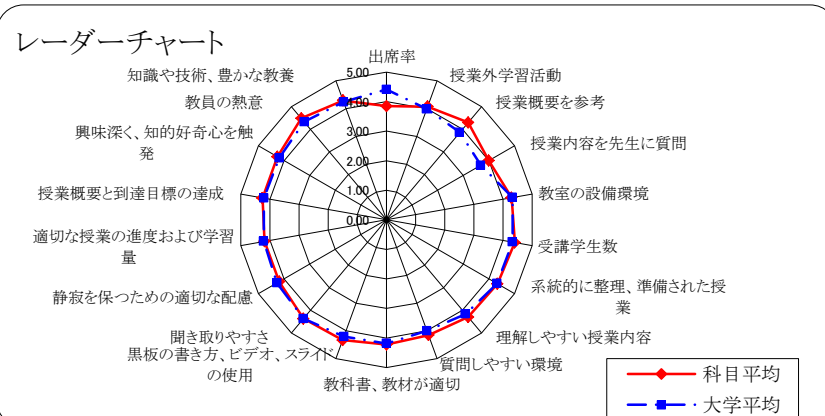 レーダーチャート
出席率
授業外学習活動
授業概要を参考
授業内容を先生に質問
教室の設備環境
受講学生数
系統的に整理、準備された授
業
理解しやすい授業内容
質問しやすい環境
教科書、教材が適切
黒板の書き方、ビデオ、スライド
の使用
聞き取りやすさ
静寂を保つための適切な配慮
適切な授業の進度および学習
量
授業概要と到達目標の達成
興味深く、知的好奇心を触
発
教員の熱意
知識や技術、豊かな教養
5.00
4.00
3.00
2.00
1.00
0.00
科目平均
大学平均